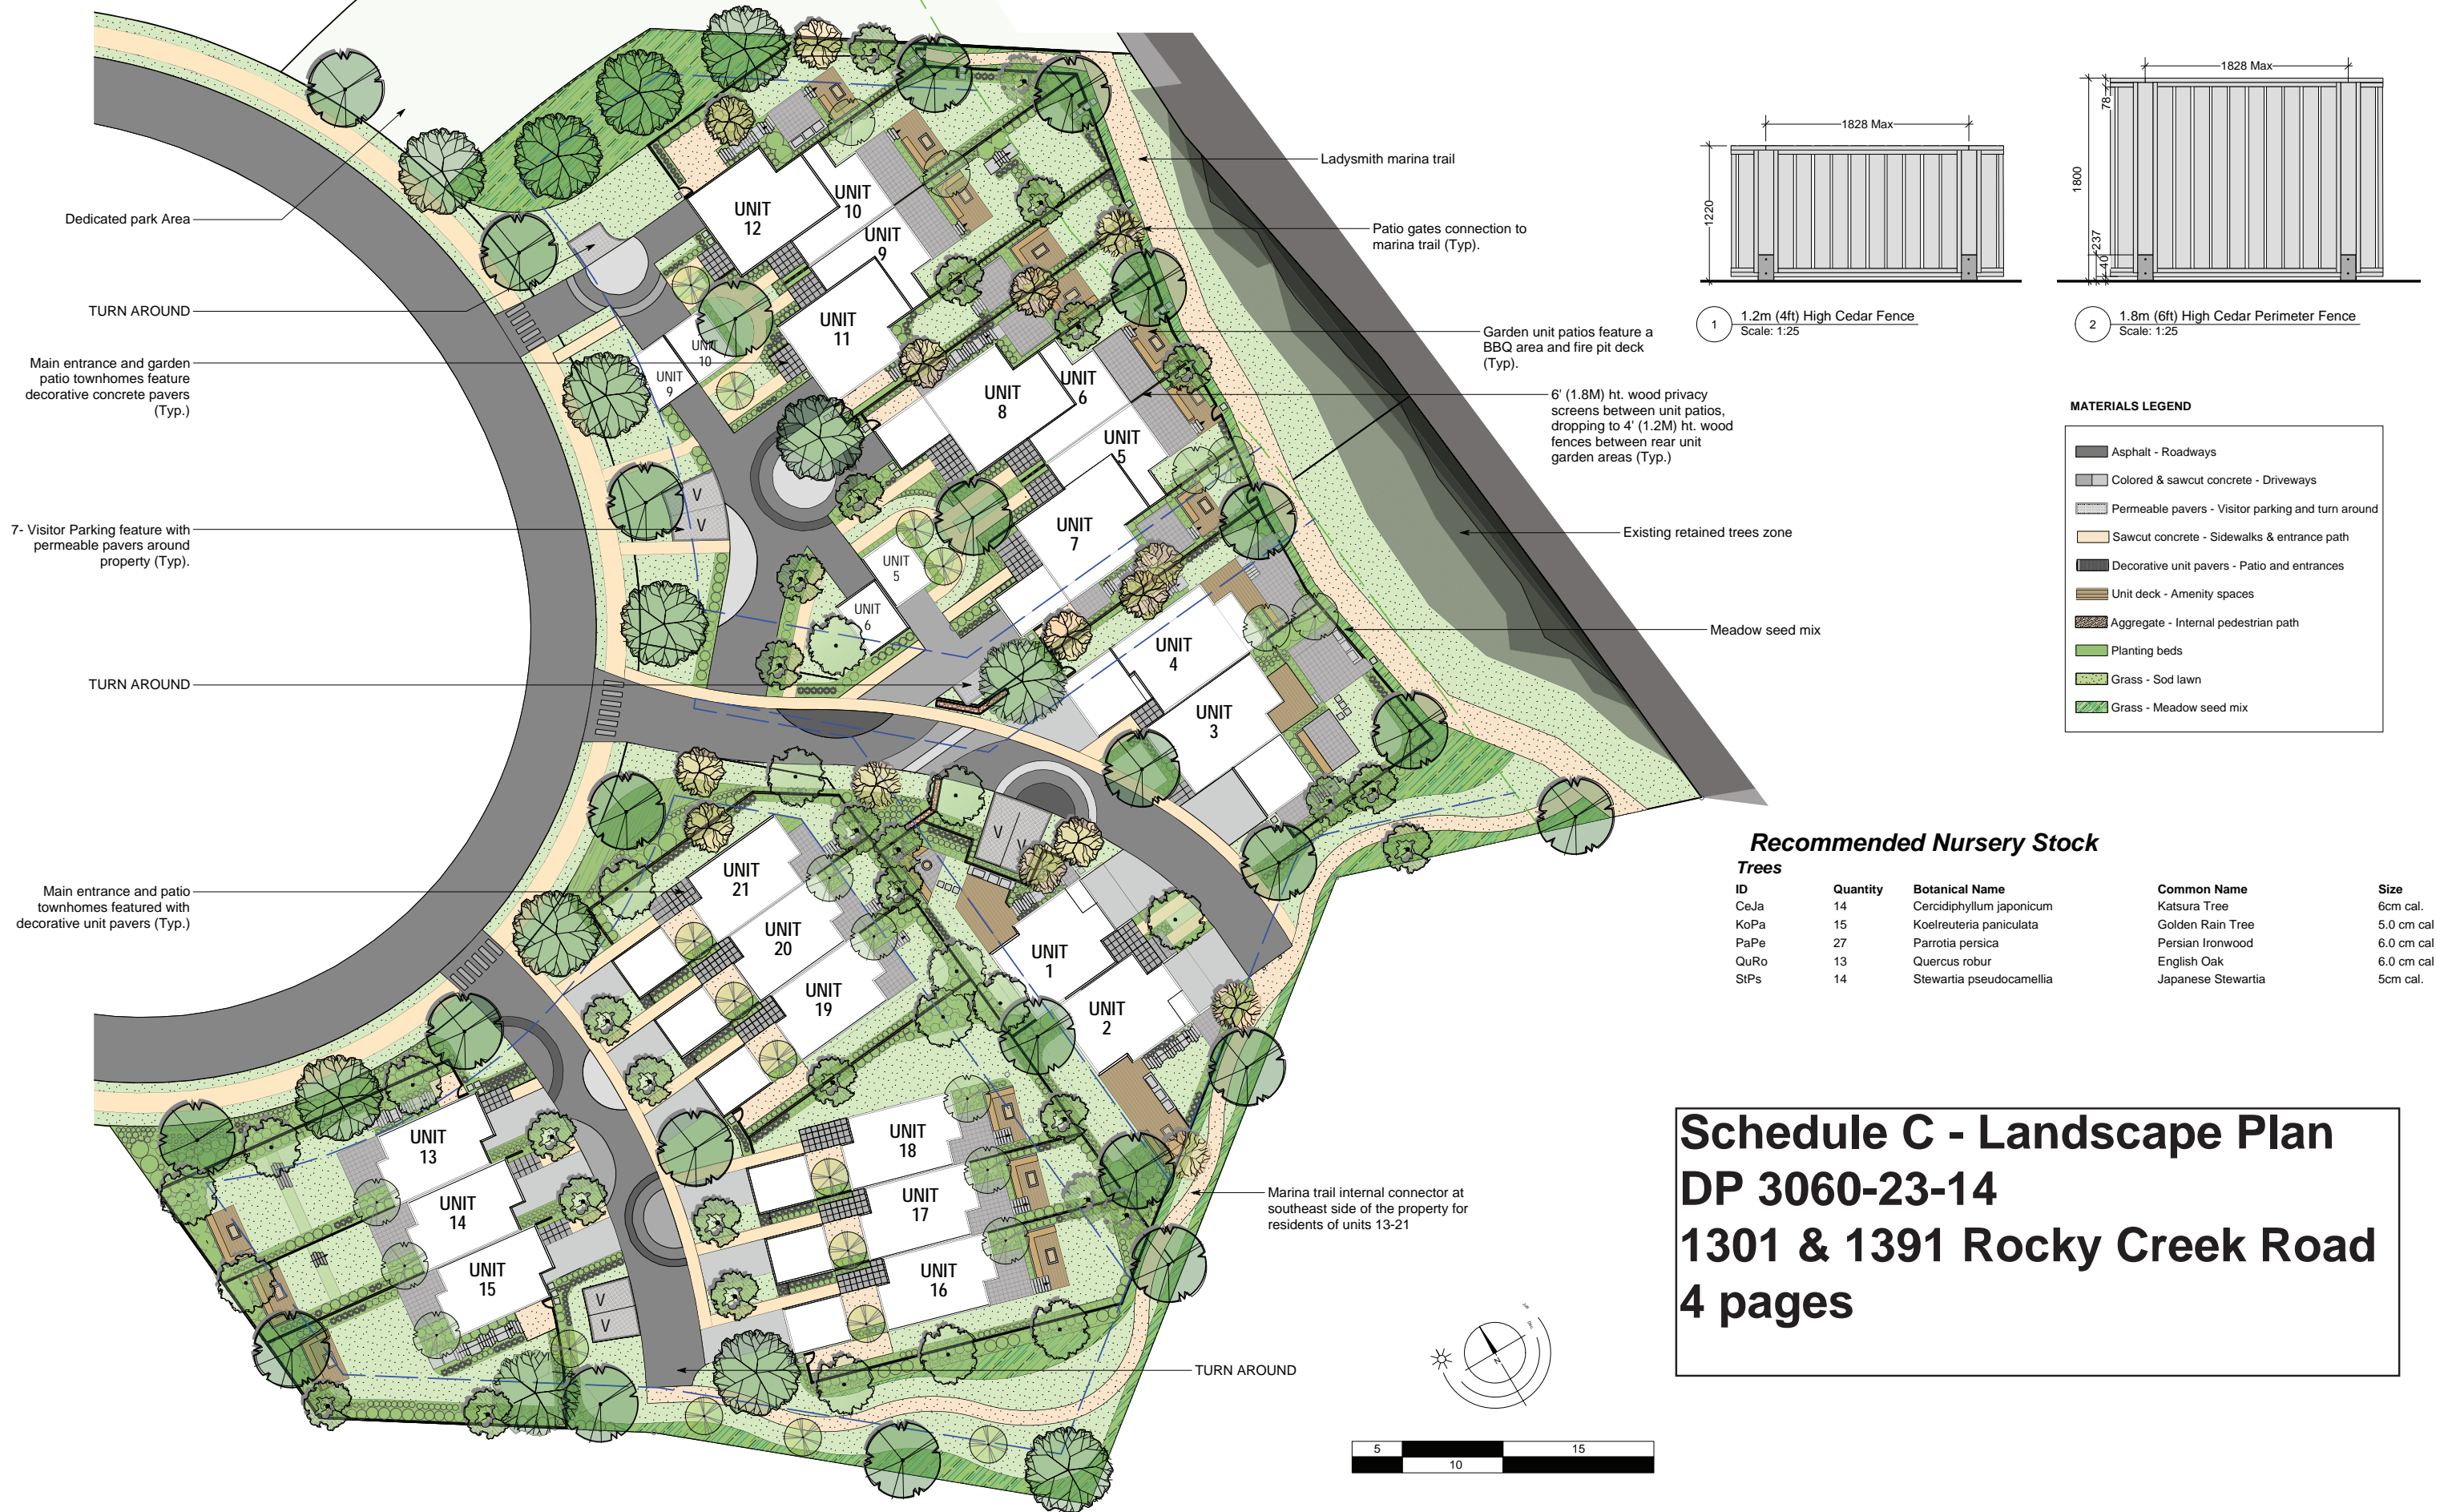 Dedicated park Area
TURN AROUND
Main entrance and garden
patio townhomes feature
decorative concrete pavers
(Typ.)
7- Visitor Parking feature with
permeable pavers around
property (Typ).
TURN AROUND
Main entrance and patio
townhomes featured with
decorative unit pavers (Typ.)
UNIT
12
UNIT
10
UNIT
9
UNIT
11
UNIT
10
UNIT
9
UNIT
8
UNIT
6
UNIT
5
UNIT
7
UNIT
5
UNIT
6
V
V
UNIT
4
UNIT
3
V
V
UNIT
21
UNIT
20
UNIT
19
UNIT
1
UNIT
2
UNIT
13
UNIT
14
UNIT
15
UNIT
18
UNIT
17
UNIT
16
V
V
Ladysmith marina trail
Patio gates connection to
marina trail (Typ).
Garden unit patios feature a
BBQ area and fire pit deck
(Typ).
6' (1.8M) ht. wood privacy
screens between unit patios,
dropping to 4' (1.2M) ht. wood
fences between rear unit
garden areas (Typ.)
Existing retained trees zone
Meadow seed mix
Marina trail internal connector at
southeast side of the property for
residents of units 13-21
TURN AROUND
1828 Max
1220
1
1.2m (4ft) High Cedar Fence
Scale: 1:25
1828 Max
78
1800
237
40
2
1.8m (6ft) High Cedar Perimeter Fence
Scale: 1:25
MATERIALS LEGEND
Asphalt - Roadways
Colored & sawcut concrete - Driveways
Permeable pavers - Visitor parking and turn around
Sawcut concrete - Sidewalks & entrance path
Decorative unit pavers - Patio and entrances
Unit deck - Amenity spaces
Aggregate - Internal pedestrian path
Planting beds
Grass - Sod lawn
Grass - Meadow seed mix
Recommended Nursery Stock
Trees
ID Quantity Botanical Name Common Name Size
CeJa 14 Cercidiphyllum japonicum Katsura Tree 6cm cal.
KoPa 15 Koelreuteria paniculata Golden Rain Tree 5.0 cm cal
PaPe 27 Parrotia persica Persian Ironwood 6.0 cm cal
QuRo 13 Quercus robur English Oak 6.0 cm cal
StPs 14 Stewartia pseudocamellia Japanese Stewartia 5cm cal.
Schedule C - Landscape Plan
DP 3060-23-14
1301 & 1391 Rocky Creek Road
4 pages
N
5 15
10